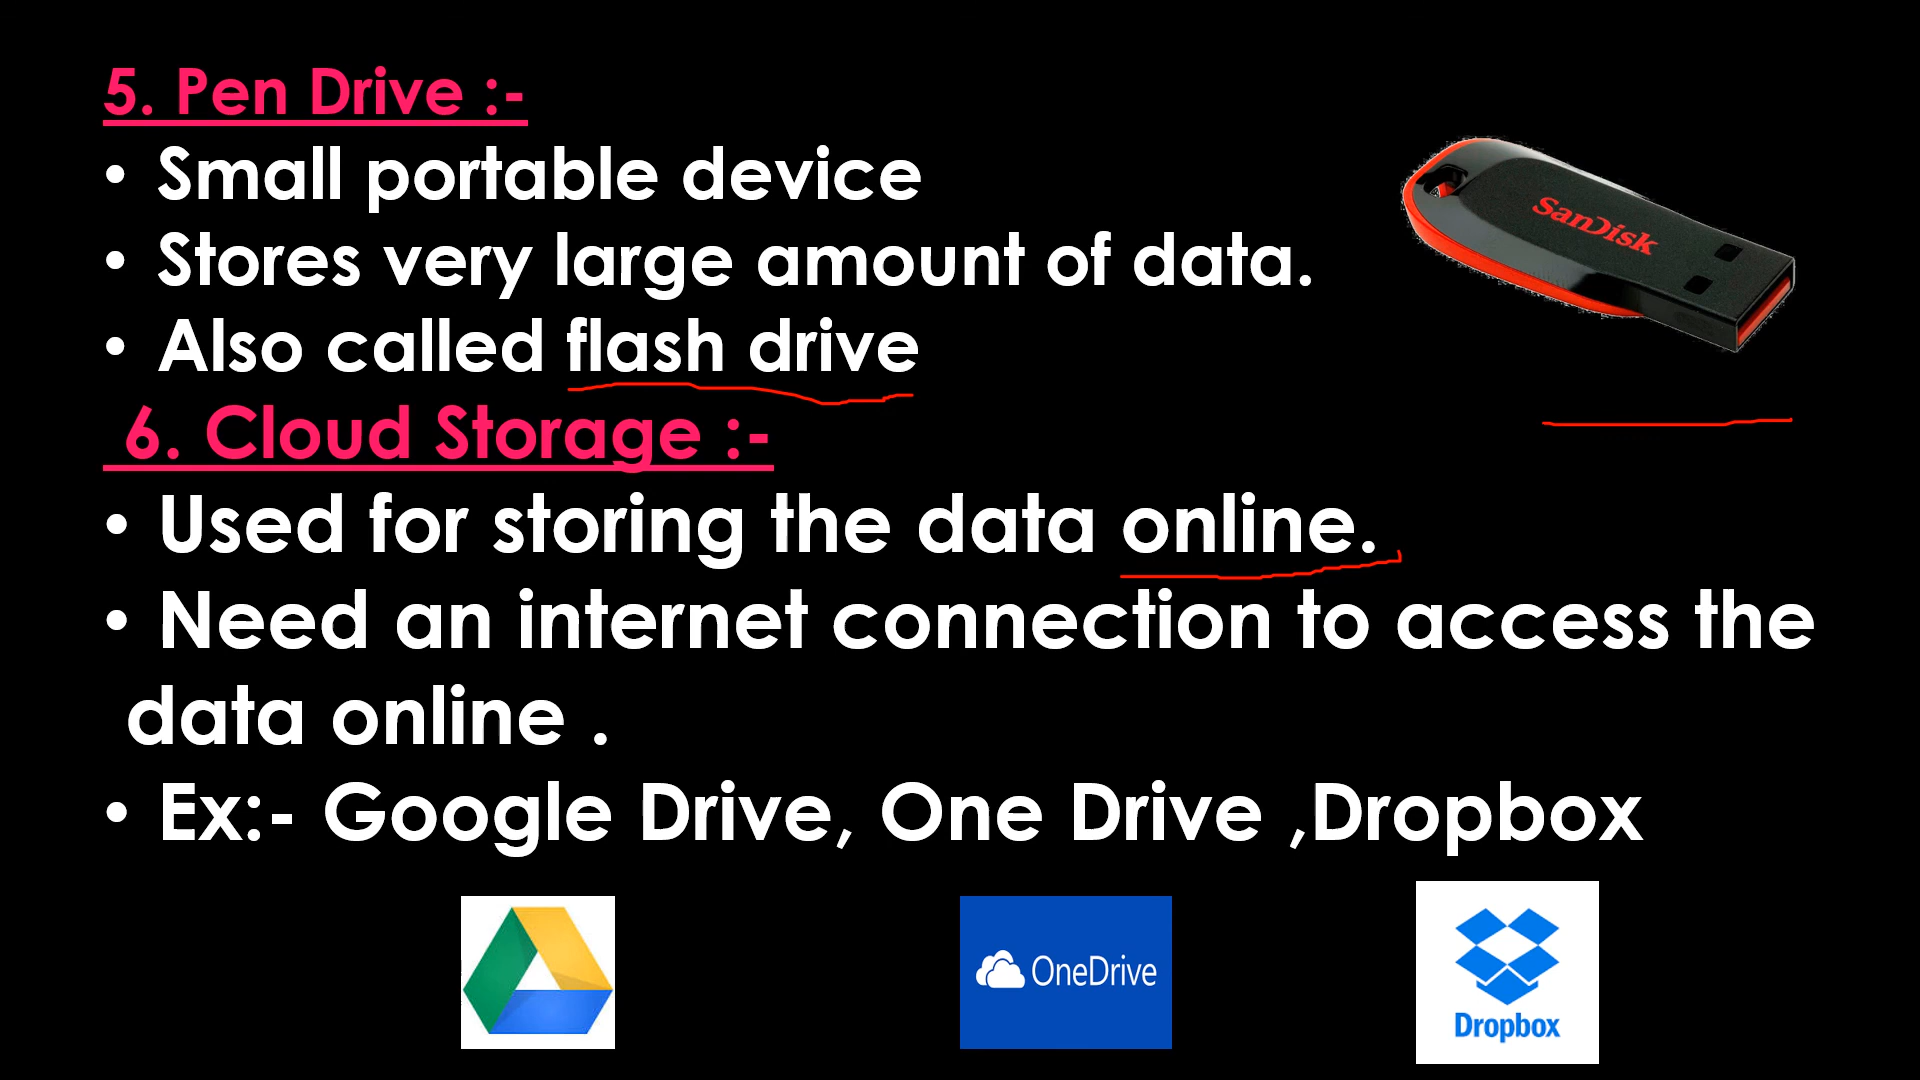 5. Pen Drive :-
• Small portable device
• Stores very large amount of data.
• Also called flash drive
SanDisk
6. Cloud Storage :-
• Used for storing the data online.
• Need an internet connection to access the
data online .
• Ex:- Google Drive, One Drive ,Dropbox
OneDrive
Dropbox